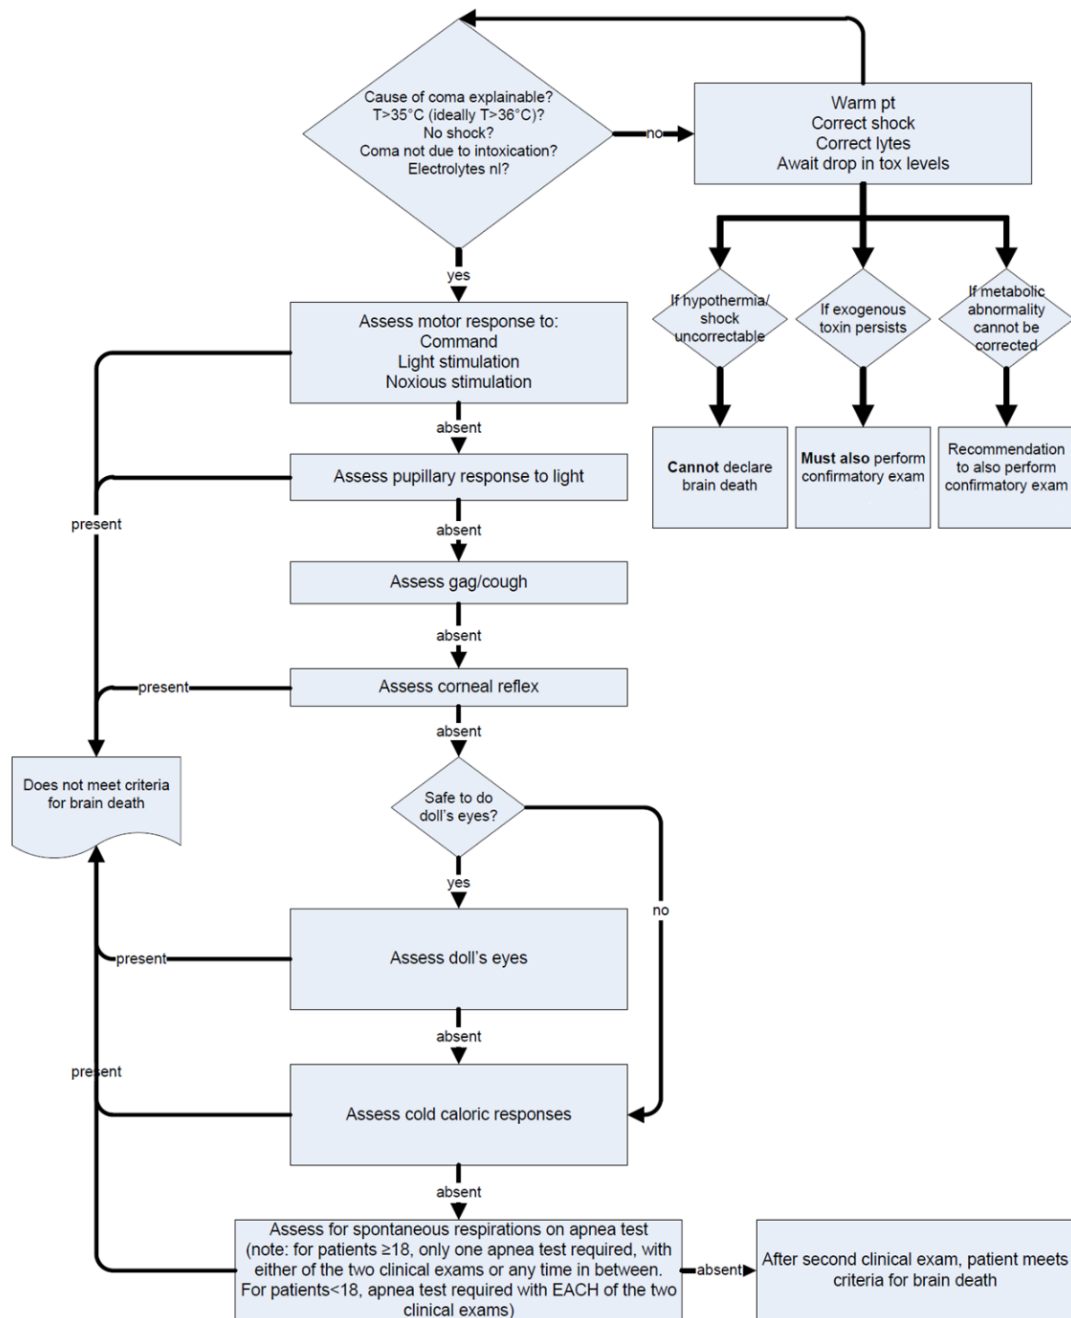 Cause of coma explainable?
T>35°C (ideally T>36°C)?
No shock?
Coma not due to intoxication?
Electrolytes nl?
no
Warm pt
Correct shock
Correct lytes
Await drop in tox levels
If hypothermia/
shock
uncorrectable
If exogenous
toxin persists
If metabolic
abnormality
cannot be
corrected
Cannot declare
brain death
Must also perform
confirmatory exam
Recommendation
to also perform
confirmatory exam
yes
Assess motor response to:
Command
Light stimulation
Noxious stimulation
absent
Assess pupillary response to light
present
absent
Assess gag/cough
absent
Assess corneal reflex
present
absent
Does not meet criteria
for brain death
Safe to do
doll's eyes?
yes
no
Assess doll's eyes
present
absent
Assess cold caloric responses
present
absent
Assess for spontaneous respirations on apnea test
(note: for patients ≥18, only one apnea test required, with
either of the two clinical exams or any time in between.
For patients<18, apnea test required with EACH of the two
clinical exams)
absent
After second clinical exam, patient meets
criteria for brain death